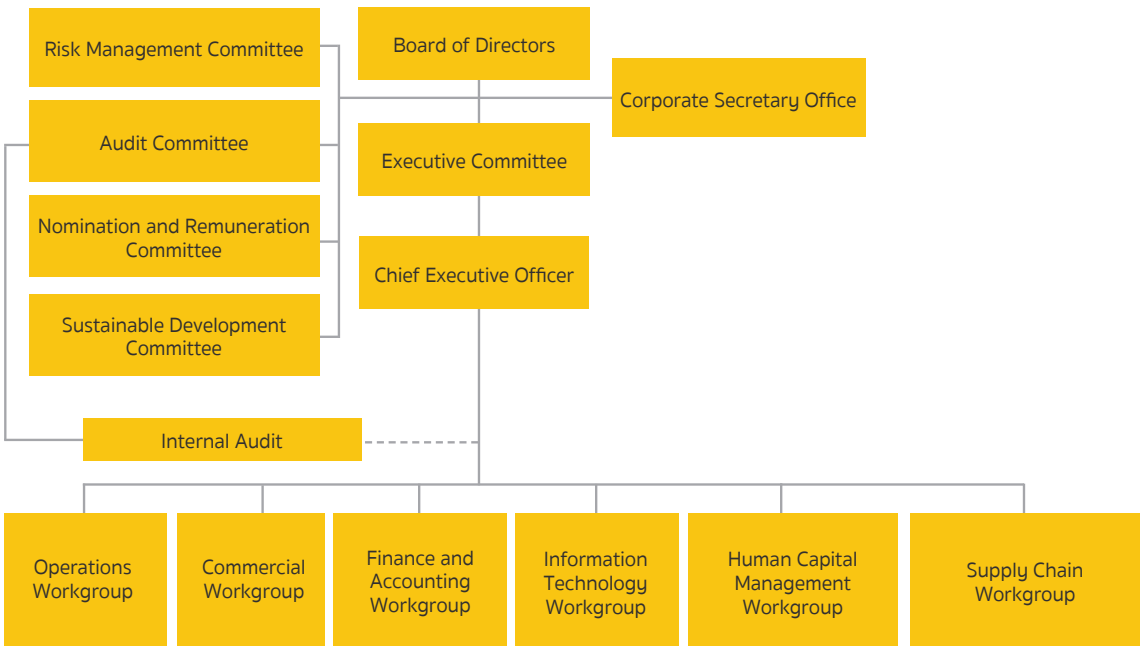 Risk Management Committee
Board of Directors
Corporate Secretary Office
Audit Committee
Executive Committee
Nomination and Remuneration
Committee
Chief Executive Officer
Sustainable Development
Committee
Internal Audit
Operations
Workgroup
Commercial
Workgroup
Finance and
Accounting
Workgroup
Information
Technology
Workgroup
Human Capital
Management
Workgroup
Supply Chain
Workgroup